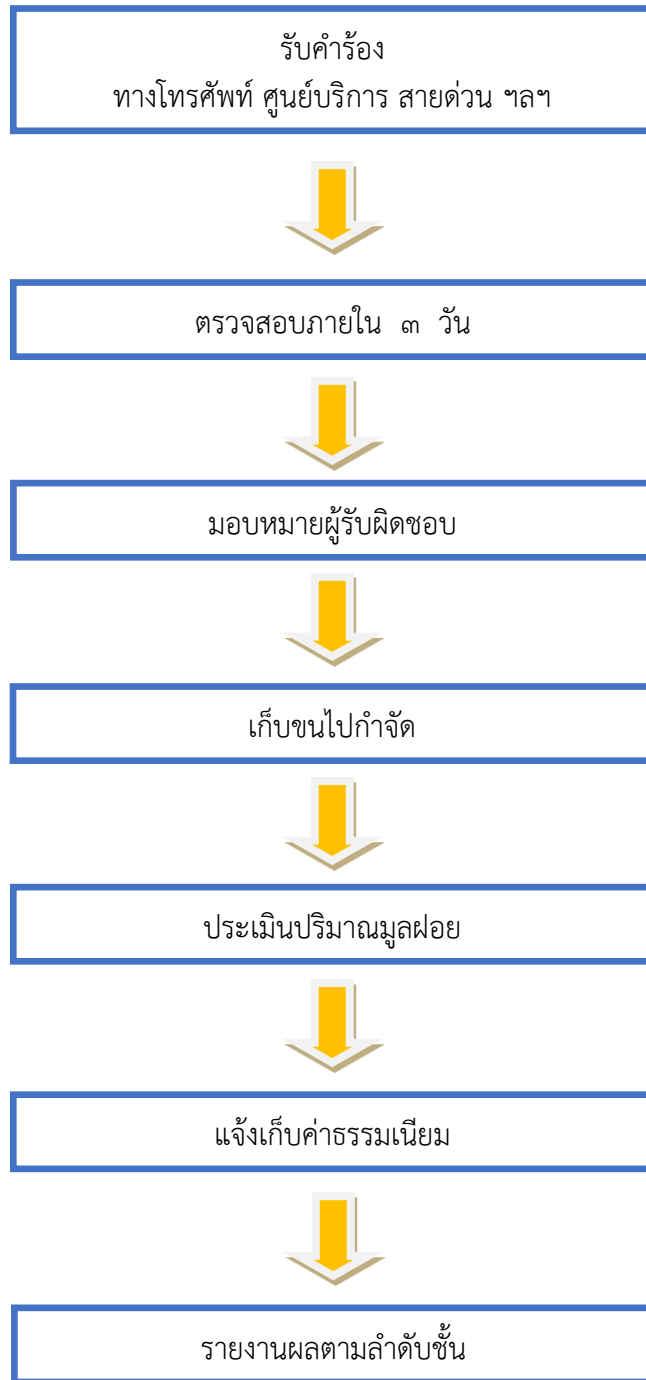 รับคำร้อง
ทางโทรศัพท์ ศูนย์บริการ สายด่วน ฯลฯ
ตรวจสอบภายใน ๓ วัน
มอบหมายผู้รับผิดชอบ
เก็บขนไปกำจัด
ประเมินปริมาณมูลฝอย
แจ้งเก็บค่าธรรมเนียม
รายงานผลตามลำดับชั้น